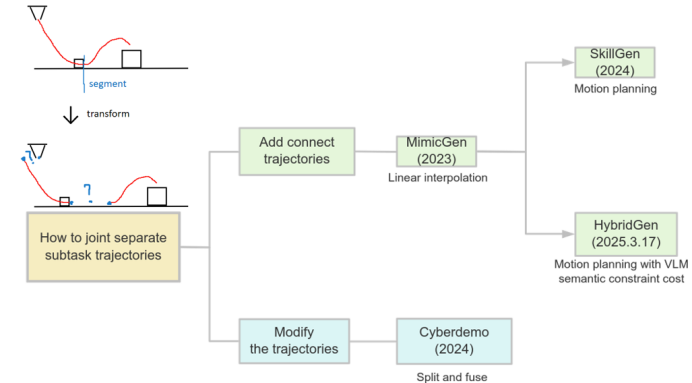 segment
transform
?
?
How to joint separate
subtask trajectories
Add connect
trajectories
MimicGen
(2023)
Linear interpolation
SkillGen
(2024)
Motion planning
HybridGen
(2025.3.17)
Motion planning with VLM
semantic constraint cost
Modify
the trajectories
Cyberdemo
(2024)
Split and fuse